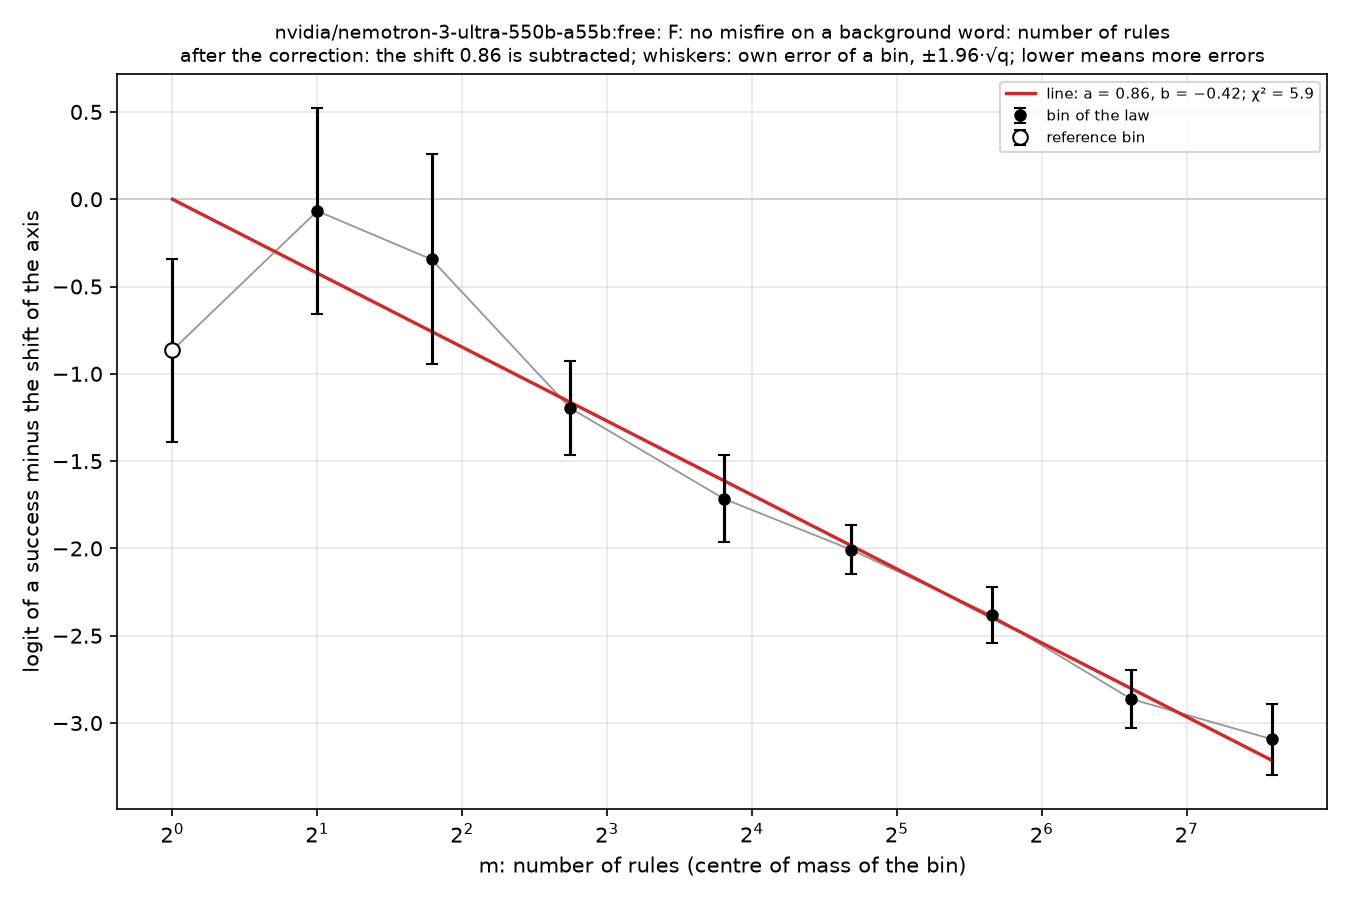 nvidia/nemotron-3-ultra-550b-a55b:free: F: no misfire on a background word: number of rules
after the correction: the shift 0.86 is subtracted; whiskers: own error of a bin, ±1.96·√q; lower means more errors
line: a = 0.86, b = −0.42; χ² = 5.9
bin of the law
reference bin
logit of a success minus the shift of the axis
0.5
0.0
−0.5
−1.0
−1.5
−2.0
−2.5
−3.0
2⁰ 2¹ 2² 2³ 2⁴ 2⁵ 2⁶ 2⁷
m: number of rules (centre of mass of the bin)